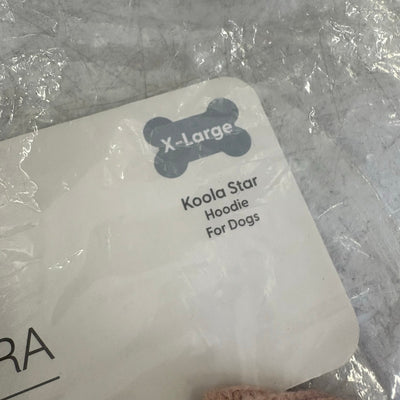 X-Large
Koola Star
Hoodie
For Dogs
RA